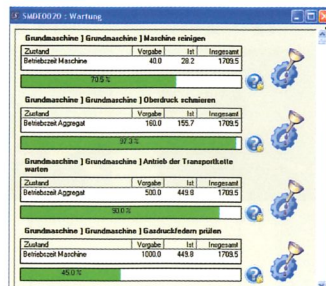 SMDE0020 : Wartung
Grundmaschine ] Grundmaschine ] Maschine reinigen
Zustand Vorgabe Ist Insgesamt
Betriebszeit Maschine 40.0 28.2 1709.5
70.5 %
Grundmaschine ] Grundmaschine ] Oberdruck schmieren
Zustand Vorgabe Ist Insgesamt
Betriebszeit Aggregat 160.0 155.7 1709.5
97.3 %
Grundmaschine ] Grundmaschine ] Antrieb der Transportkette
warten
Zustand Vorgabe Ist Insgesamt
Betriebszeit Aggregat 500.0 449.8 1709.5
90.0 %
Grundmaschine ] Grundmaschine ] Gasdruckfedern prüfen
Zustand Vorgabe Ist Insgesamt
Betriebszeit Maschine 1000.0 449.8 1709.5
45.0 %